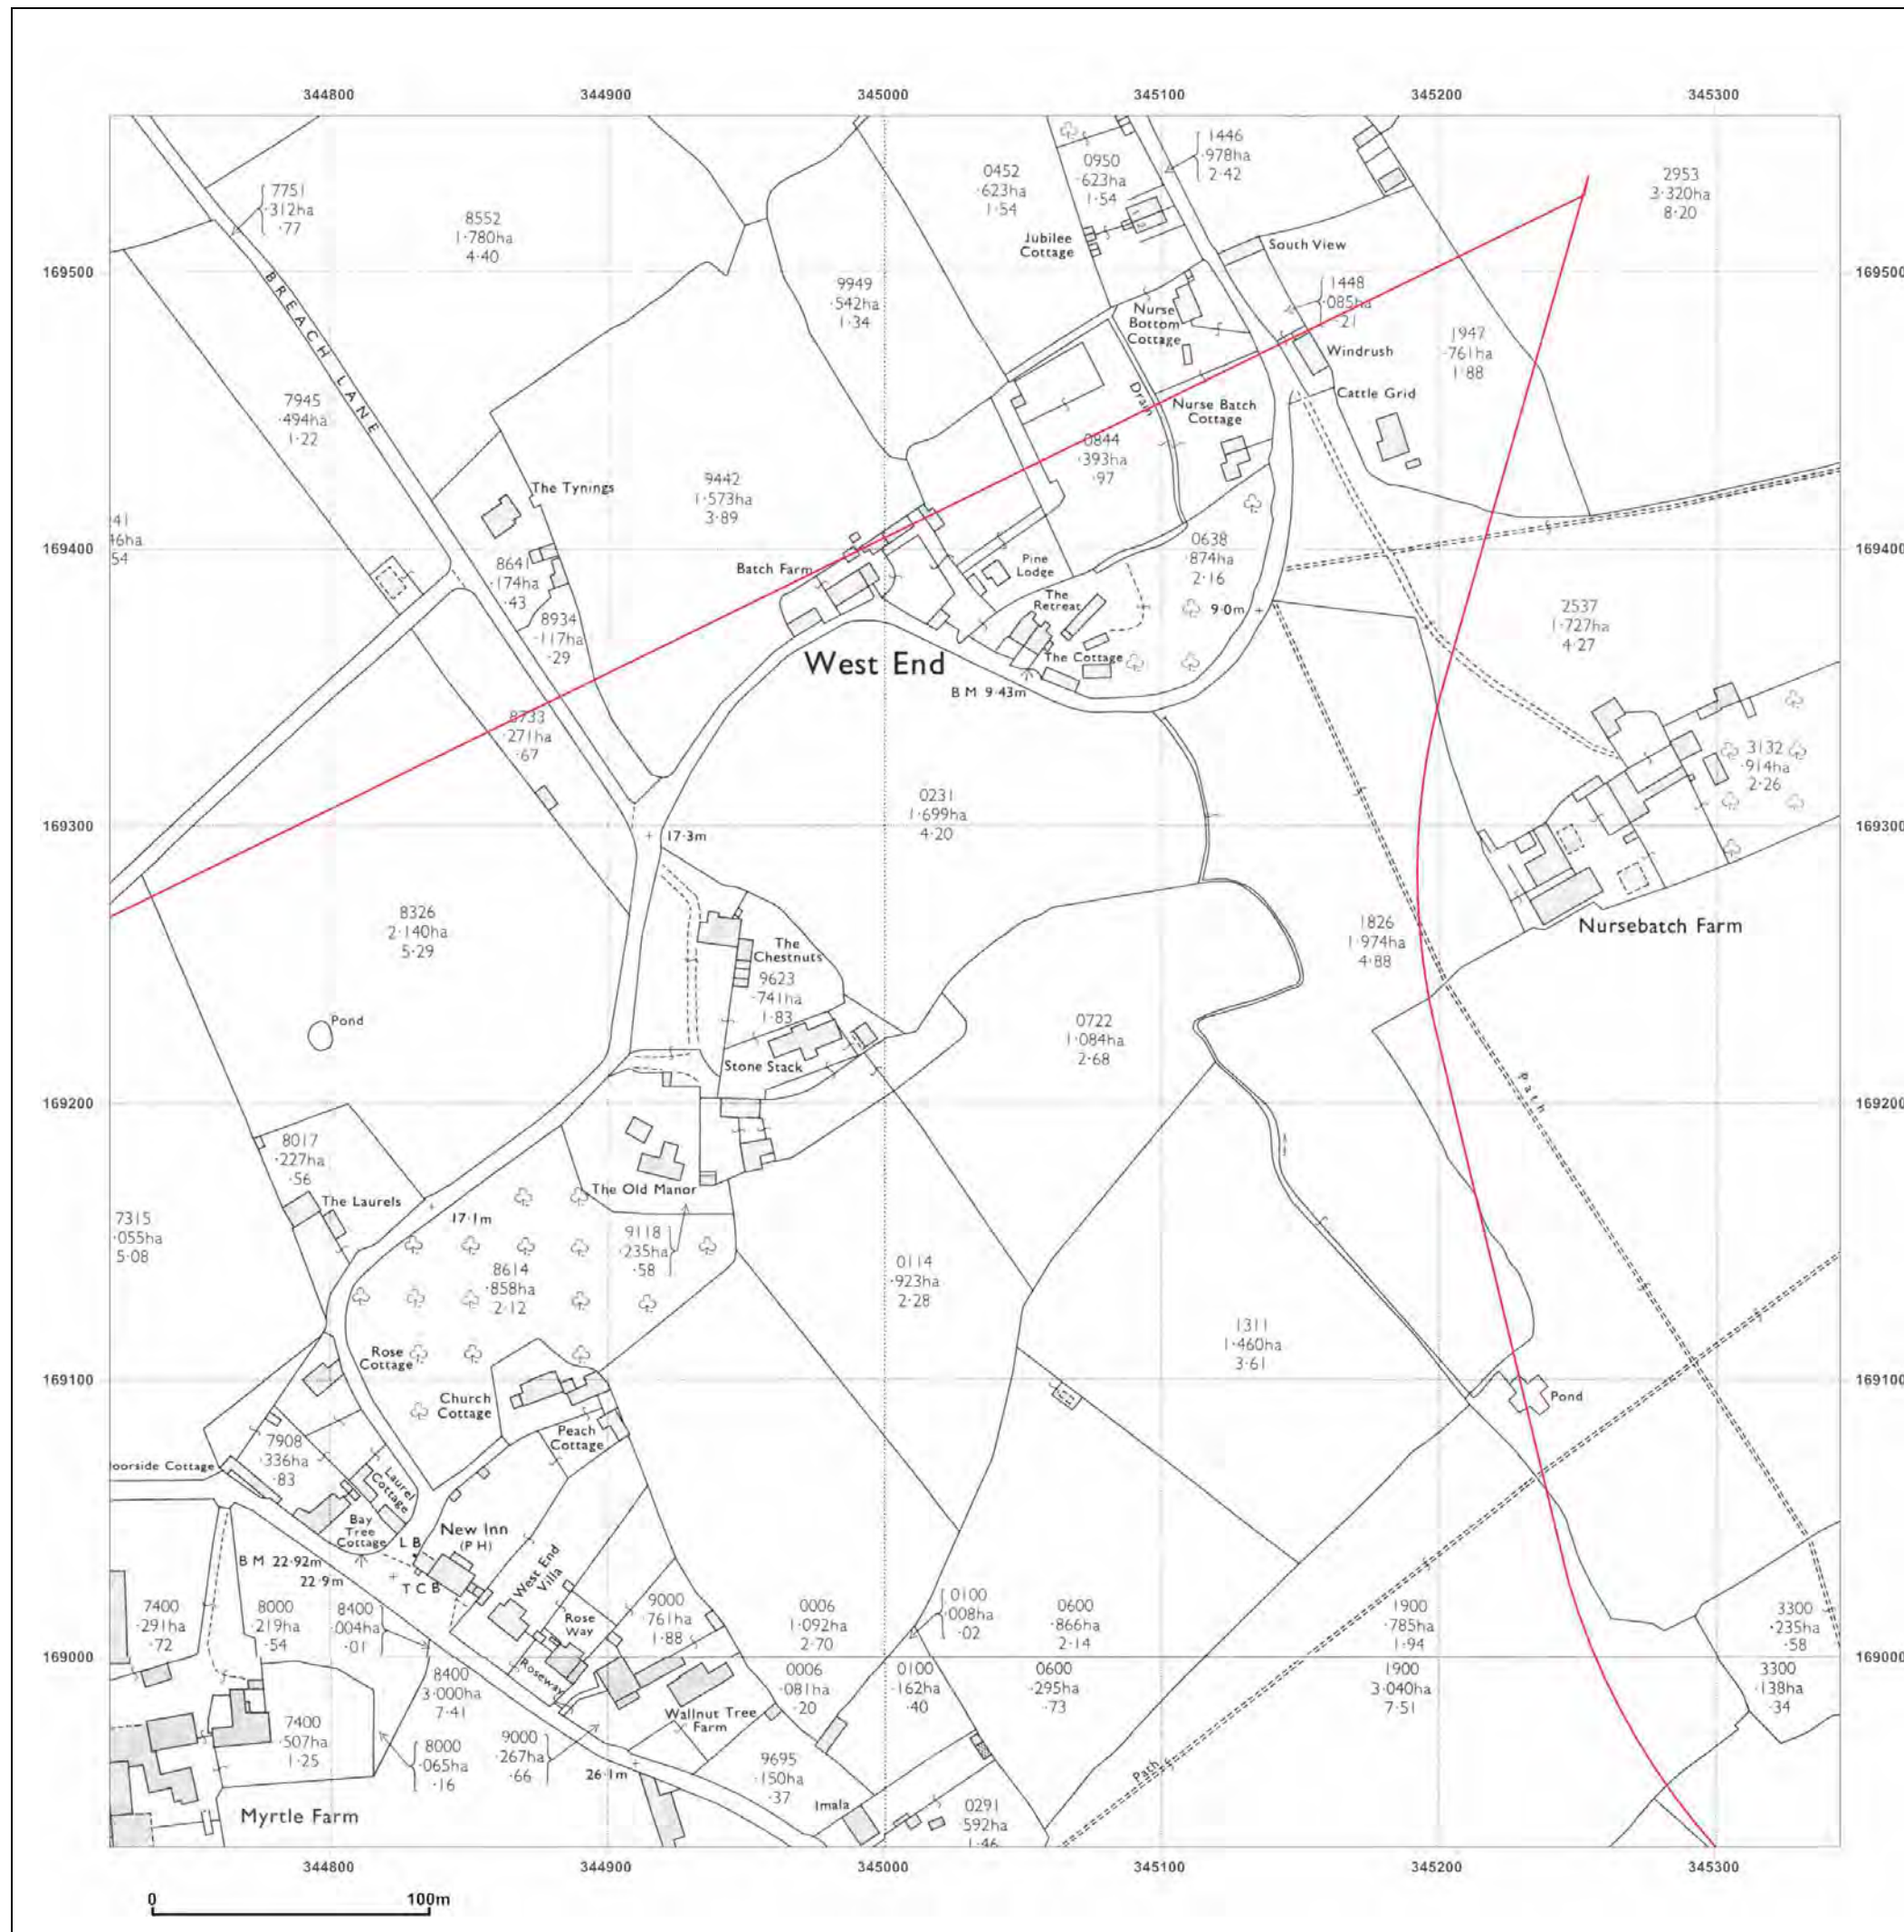 344800
344900
345000
345100
345200
345300
169500
169400
169300
169200
169100
169000
169500
169400
169300
169200
169100
169000
7751
·312ha
·77
8552
1·780ha
4·40
0452
·623ha
1·54
0950
·623ha
1·54
1446
·978ha
2·42
2953
3·320ha
8·20
Jubilee
Cottage
South View
BREACH LANE
9949
·542ha
1·34
1448
·085ha
·21
Nurse
Bottom
Cottage
Windrush
1947
·761ha
1·88
7945
·494ha
1·22
Drain
Cattle Grid
Nurse Batch
Cottage
0844
·393ha
·97
The Tynings
9442
1·573ha
3·89
0638
·874ha
2·16
8641
·174ha
·43
Batch Farm
Pine
Lodge
The
Retreat
9·0m
8934
·117ha
·29
2537
1·727ha
4·27
West End
The Cottage
B M 9·43m
8733
·271ha
·67
3132
·914ha
2·26
0231
1·699ha
4·20
17·3m
8326
2·140ha
5·29
The
Chestnuts
9623
·741ha
1·83
1826
1·974ha
4·88
Nursebatch Farm
Pond
0722
1·084ha
2·68
Stone Stack
Path
8017
·227ha
·56
The Laurels
The Old Manor
17·1m
7315
·055ha
5·08
9118
·235ha
·58
8614
·858ha
2·12
0114
·923ha
2·28
1311
1·460ha
3·61
Rose
Cottage
Church
Cottage
Pond
Peach
Cottage
7908
·336ha
·83
oorside Cottage
Laurel
Cottage
Bay
Tree
Cottage
L B
New Inn
(P H)
B M 22·92m
22·9m
T C B
West End
Villa
Rose
Way
Roseway
7400
·291ha
·72
8000
·219ha
·54
8400
·004ha
·01
9000
·761ha
1·88
0006
1·092ha
2·70
0100
·008ha
·02
0600
·866ha
2·14
1900
·785ha
1·94
3300
·235ha
·58
8400
3·000ha
7·41
0006
·081ha
·20
0100
·162ha
·40
0600
·295ha
·73
1900
3·040ha
7·51
3300
·138ha
·34
Wallnut Tree
Farm
7400
·507ha
1·25
8000
·065ha
·16
9000
·267ha
·66
26·1m
9695
·150ha
·37
Path
Imala
0291
·592ha
1·46
Myrtle Farm
344800
344900
345000
345100
345200
345300
0
100m